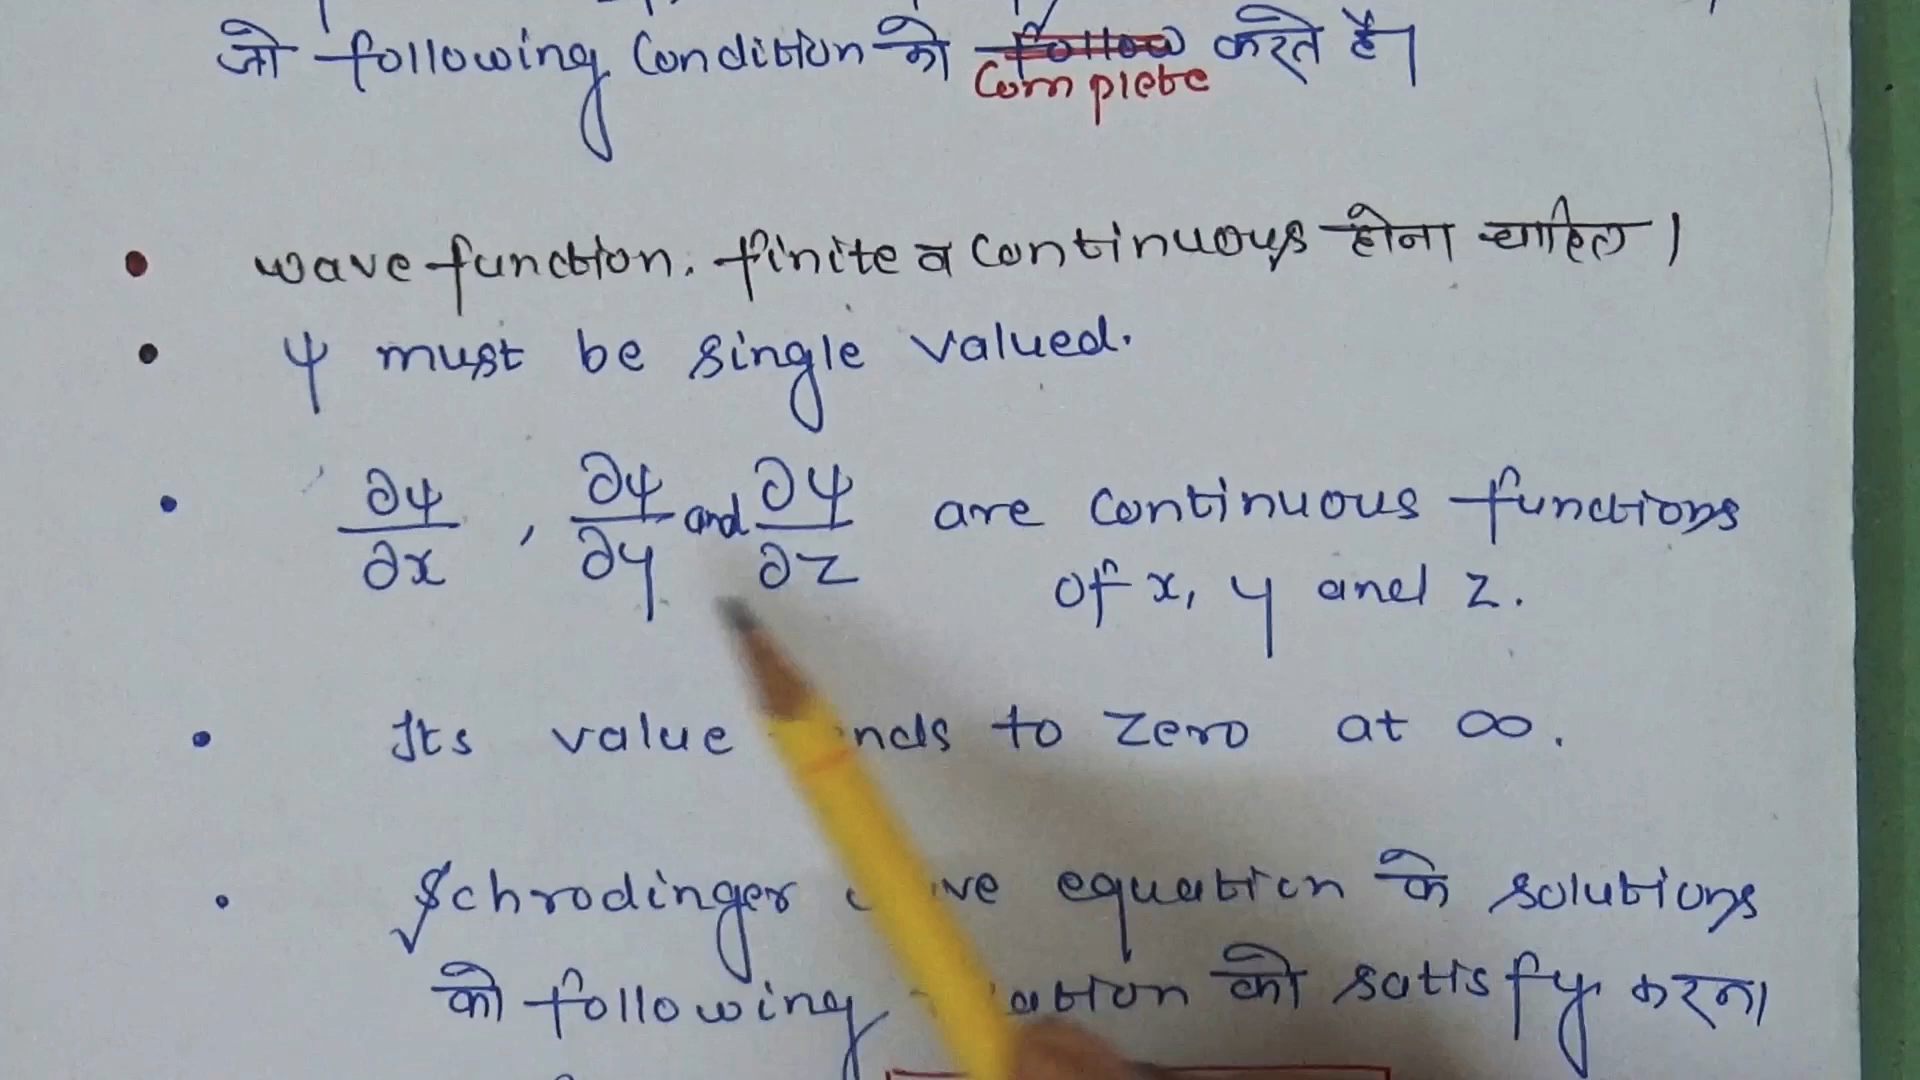 जो following Condition को follow करते है।
Complete
• wave function. finite व continuous होना चाहिए।
• ψ must be single valued.
• ∂ψ/∂x , ∂ψ/∂y and ∂ψ/∂z are continuous functions
of x, y and z.
• Its value to zero at ∞.
• Schrodinger equation के solutions
को following को satisfy करना